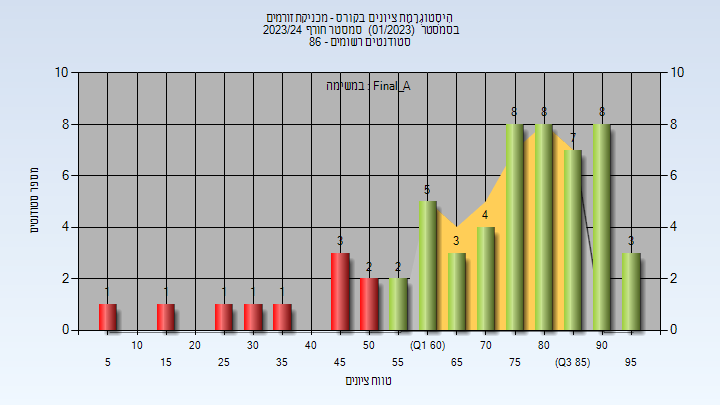 היסטוגרמת ציונים בקורס - מכניקת זורמים
בסמסטר (01/2023) סמסטר חורף 2023/24
סטודנטים רשומים - 86
במשימה : Final_A
מספר סטודנטים
10 10
8 8
6 6
4 4
2 2
0 0
1 1 1 1 1 3 2 2 5 3 4 8 8 7 8 3
10 20 30 40 50 (Q1 60) 70 80 90
5 15 25 35 45 55 65 75 (Q3 85) 95
טווח ציונים